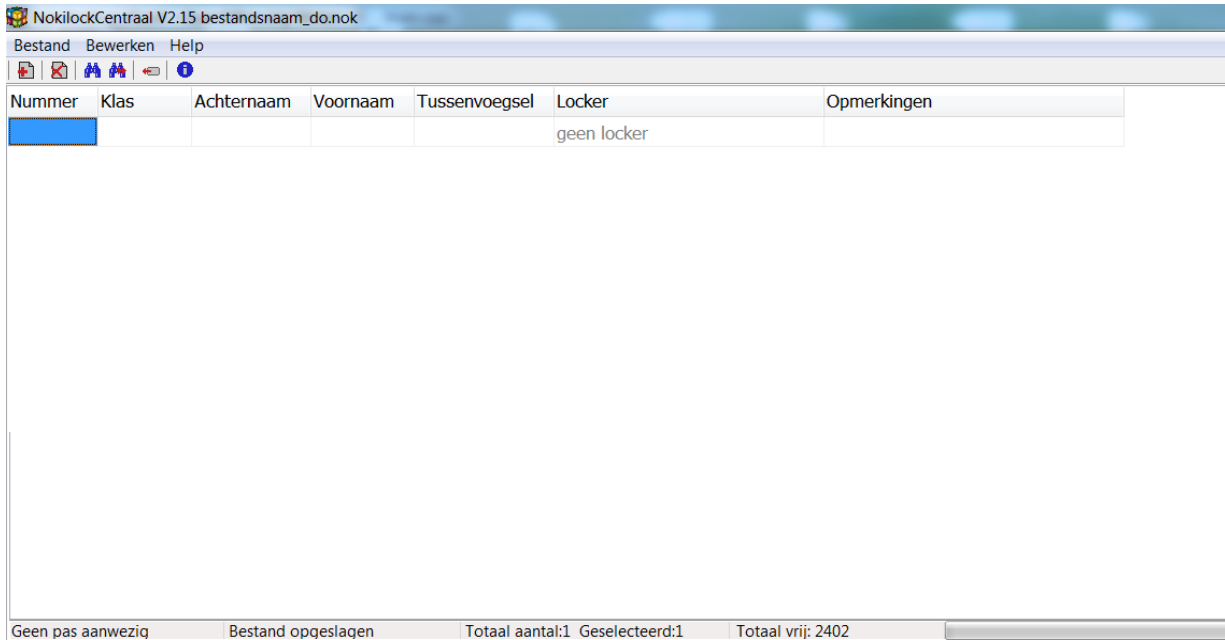 NokilockCentraal V2.15 bestandsnaam_do.nok
Bestand Bewerken Help
Nummer Klas Achternaam Voornaam Tussenvoegsel Locker Opmerkingen
geen locker
Geen pas aanwezig Bestand opgeslagen Totaal aantal:1 Geselecteerd:1 Totaal vrij: 2402